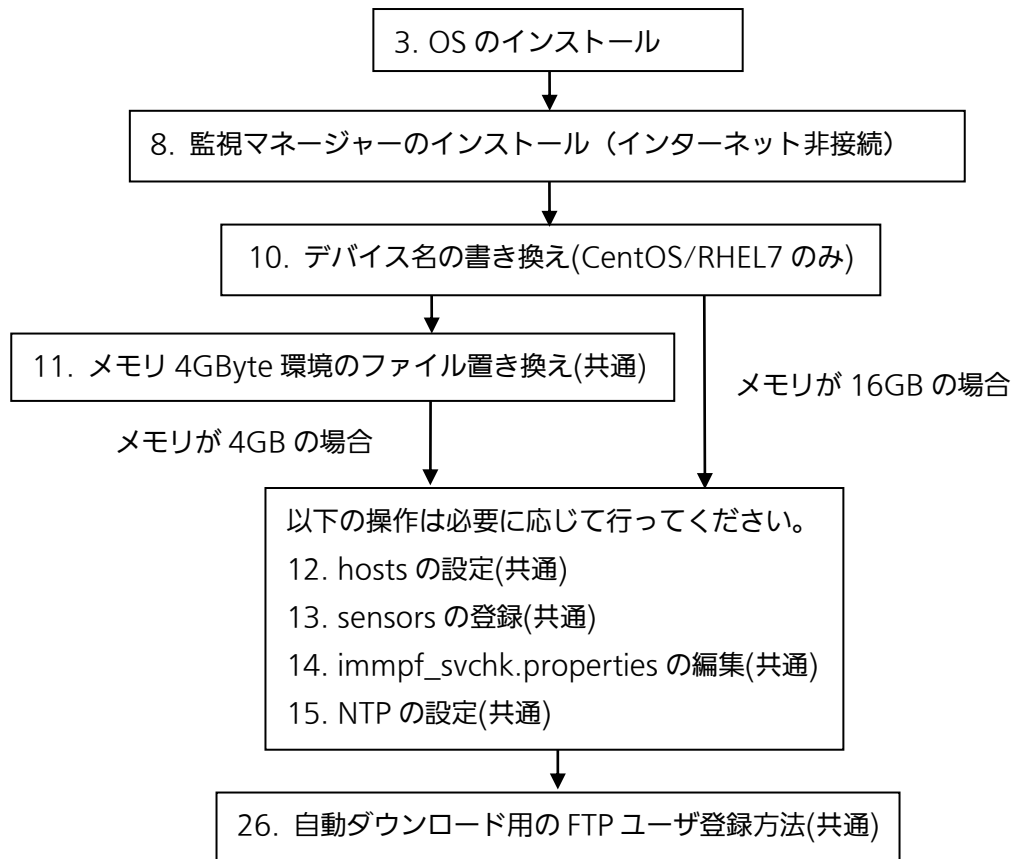 3. OS のインストール
8. 監視マネージャーのインストール（インターネット非接続）
10. デバイス名の書き換え(CentOS/RHEL7 のみ)
11. メモリ 4GByte 環境のファイル置き換え(共通)
メモリが 16GB の場合
メモリが 4GB の場合
以下の操作は必要に応じて行ってください。
12. hosts の設定(共通)
13. sensors の登録(共通)
14. immpf_svchk.properties の編集(共通)
15. NTP の設定(共通)
26. 自動ダウンロード用の FTP ユーザ登録方法(共通)